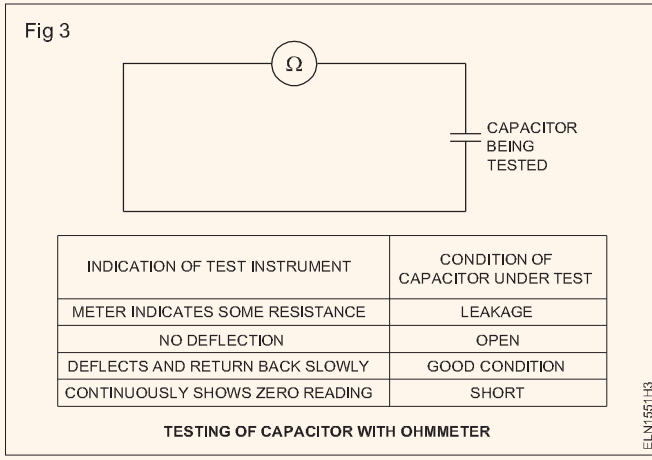 Fig 3
Ω
CAPACITOR
BEING
TESTED
INDICATION OF TEST INSTRUMENT
CONDITION OF
CAPACITOR UNDER TEST
METER INDICATES SOME RESISTANCE
LEAKAGE
NO DEFLECTION
OPEN
DEFLECTS AND RETURN BACK SLOWLY
GOOD CONDITION
CONTINUOUSLY SHOWS ZERO READING
SHORT
TESTING OF CAPACITOR WITH OHMMETER
ELN1551H3